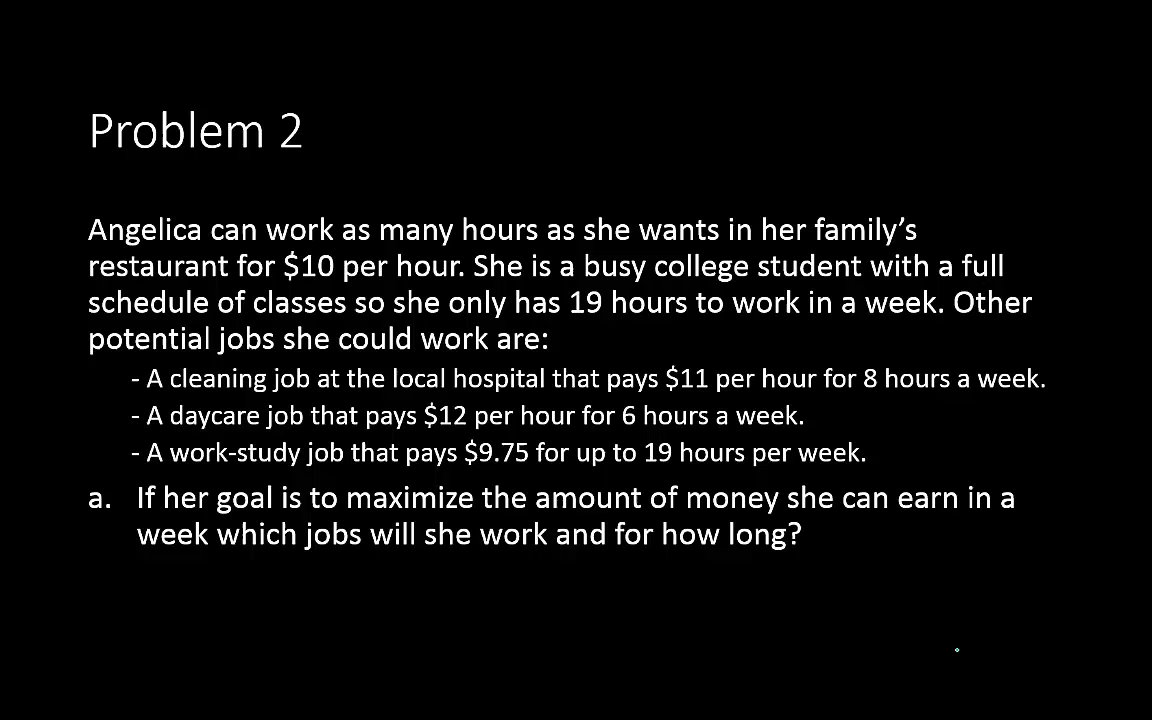 Problem 2
Angelica can work as many hours as she wants in her family’s
restaurant for $10 per hour. She is a busy college student with a full
schedule of classes so she only has 19 hours to work in a week. Other
potential jobs she could work are:
- A cleaning job at the local hospital that pays $11 per hour for 8 hours a week.
- A daycare job that pays $12 per hour for 6 hours a week.
- A work-study job that pays $9.75 for up to 19 hours per week.
a. If her goal is to maximize the amount of money she can earn in a
week which jobs will she work and for how long?